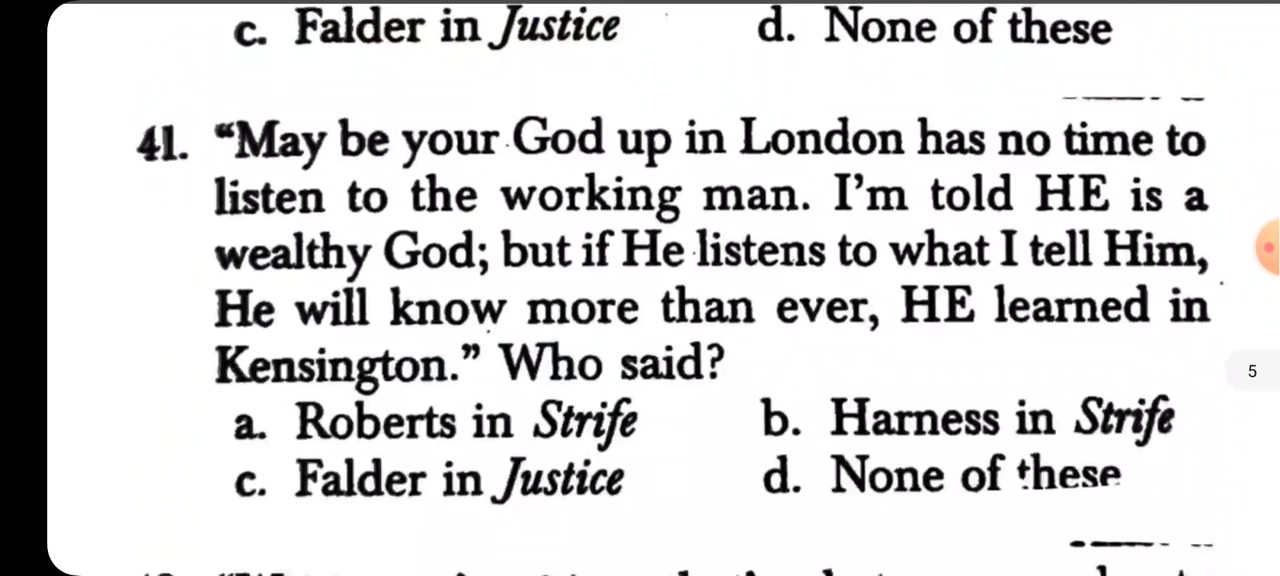 c. Falder in Justice d. None of these
41. “May be your God up in London has no time to
listen to the working man. I’m told HE is a
wealthy God; but if He listens to what I tell Him,
He will know more than ever, HE learned in
Kensington.” Who said?
a. Roberts in Strife b. Harness in Strife
c. Falder in Justice d. None of these
5